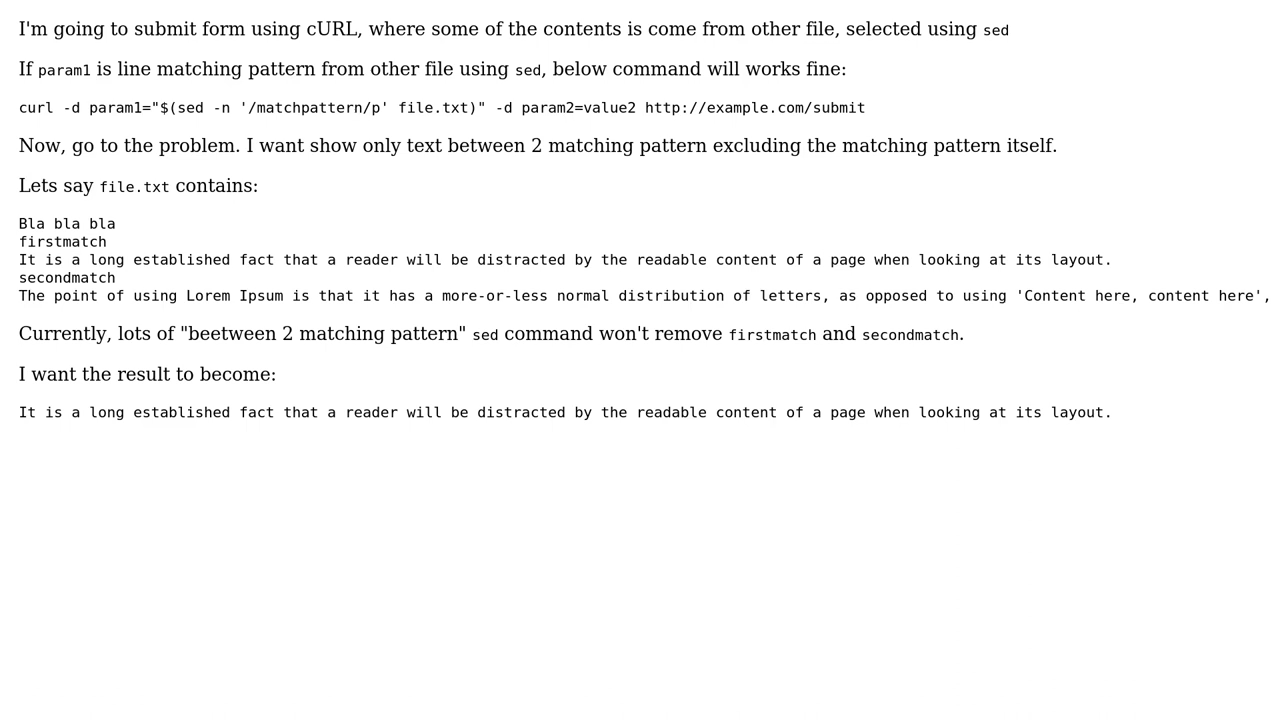 I'm going to submit form using cURL, where some of the contents is come from other file, selected using sed
If param1 is line matching pattern from other file using sed, below command will works fine:
curl -d param1="$(sed -n '/matchpattern/p' file.txt)" -d param2=value2 http://example.com/submit
Now, go to the problem. I want show only text between 2 matching pattern excluding the matching pattern itself.
Lets say file.txt contains:
Bla bla bla
firstmatch
It is a long established fact that a reader will be distracted by the readable content of a page when looking at its layout.
secondmatch
The point of using Lorem Ipsum is that it has a more-or-less normal distribution of letters, as opposed to using 'Content here, content here',
Currently, lots of "beetween 2 matching pattern" sed command won't remove firstmatch and secondmatch.
I want the result to become:
It is a long established fact that a reader will be distracted by the readable content of a page when looking at its layout.